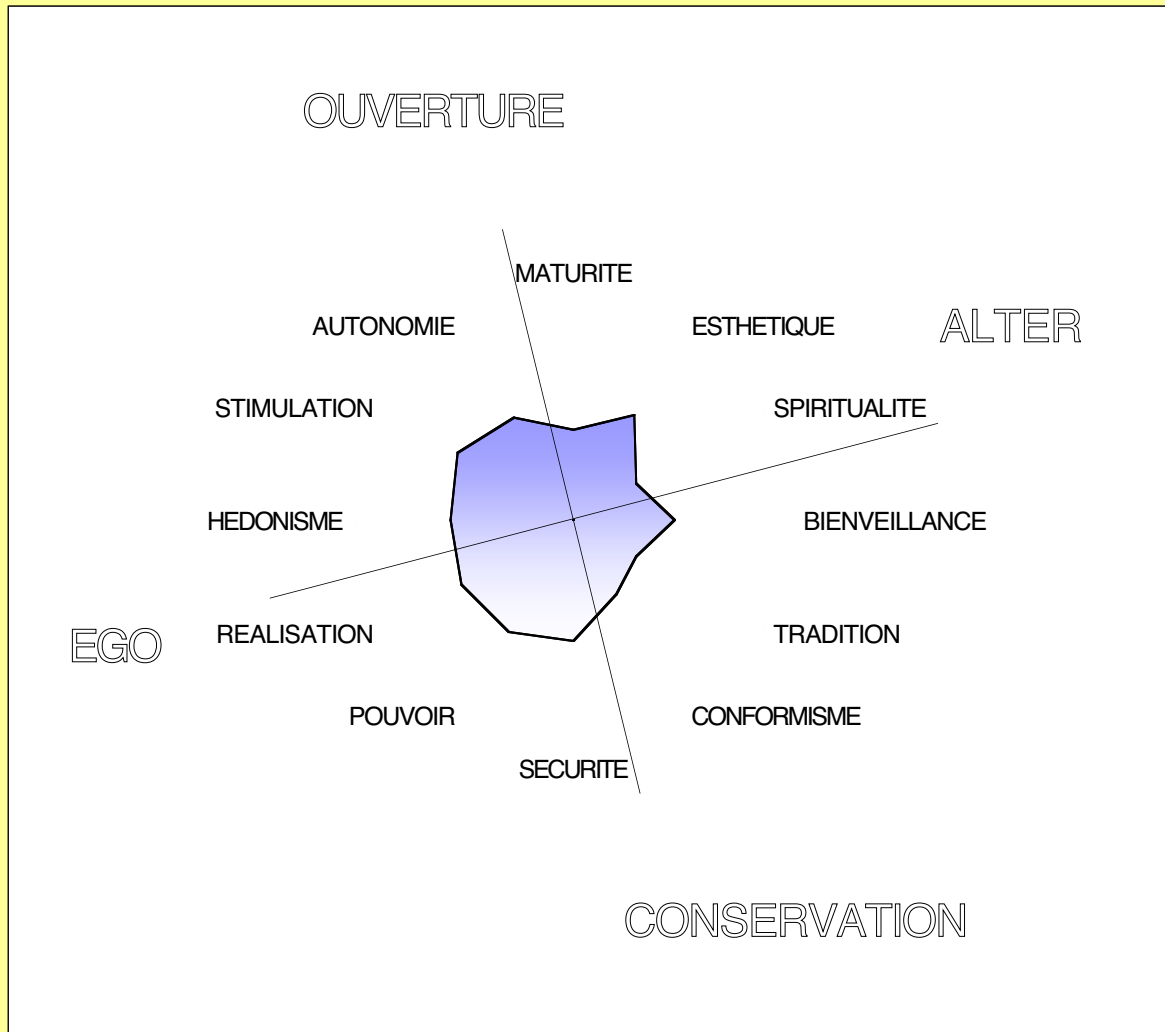 OUVERTURE
MATURITE
AUTONOMIE
ESTHETIQUE
ALTER
STIMULATION
SPIRITUALITE
HEDONISME
BIENVEILLANCE
REALISATION
TRADITION
EGO
POUVOIR
CONFORMISME
SECURITE
CONSERVATION